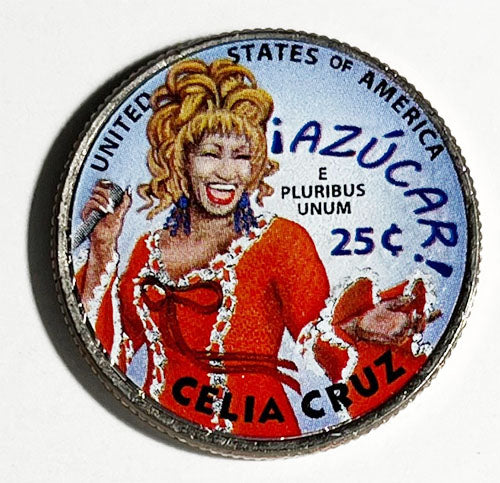 UNITED STATES OF AMERICA
¡AZÚCAR!
E
PLURIBUS
UNUM
25¢
CELIA CRUZ